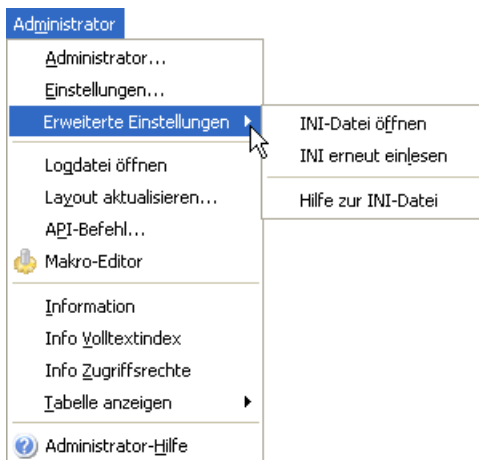 Administrator
Administrator...
Einstellungen...
Erweiterte Einstellungen
INI-Datei öffnen
INI erneut einlesen
Hilfe zur INI-Datei
Logdatei öffnen
Layout aktualisieren...
API-Befehl...
Makro-Editor
Information
Info Volltextindex
Info Zugriffsrechte
Tabelle anzeigen
Administrator-Hilfe